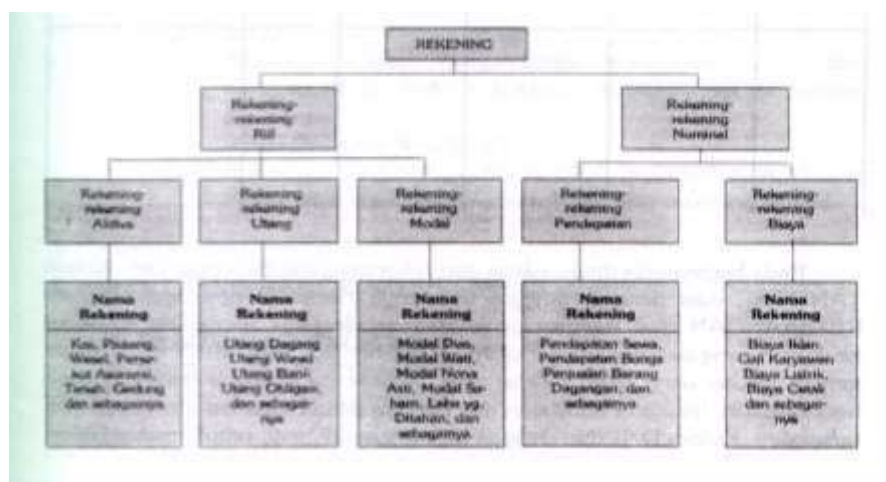 REKENING
Rekening-
rekening
Riil
Rekening-
rekening
Nominal
Rekening-
rekening
Aktiva
Rekening
rekening
Utang
Rekening-
rekening
Modal
Rekening-
rekening
Pendapatan
Rekening-
rekening
Biaya
Nama
Rekening
Kas, Piutang,
Wesel, Perse-
kot Asuransi,
Tanah, Gedung
dan sebagainya
Nama
Rekening
Utang Dagang
Utang Wesel
Utang Bank
Utang Obligasi,
dan sebagai-
nya
Nama
Rekening
Modal
Modal Wati,
Modal Nona
Asti, Modal Sa-
ham, Laba yg.
Ditahan, dan
sebagainya
Nama
Rekening
Pendapatan Sewa,
Pendapatan Bunga
Penjualan Barang
Dagangan, dan
sebagainya
Nama
Rekening
Biaya Iklan,
Gaji Karyawan
Biaya Listrik,
Biaya Cetak
dan sebagai-
nya